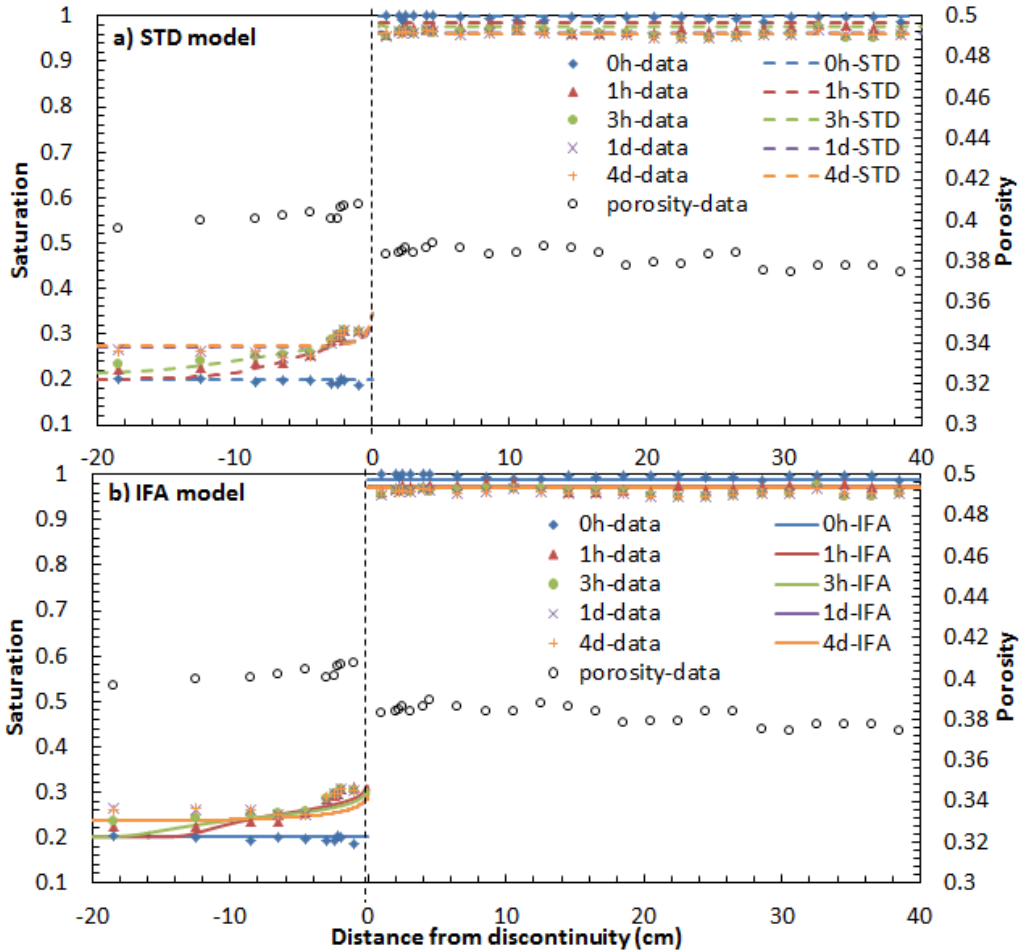 a) STD model
1
0.9
0.8
0.7
0.6
0.5
0.4
0.3
0.2
0.1
Saturation
0h-data
0h-STD
1h-data
1h-STD
3h-data
3h-STD
1d-data
1d-STD
4d-data
4d-STD
porosity-data
0.5
0.48
0.46
0.44
0.42
0.4
0.38
0.36
0.34
0.32
0.3
Porosity
-20
-10
0
10
20
30
40
b) IFA model
1
0.9
0.8
0.7
0.6
0.5
0.4
0.3
0.2
0.1
Saturation
0h-data
0h-IFA
1h-data
1h-IFA
3h-data
3h-IFA
1d-data
1d-IFA
4d-data
4d-IFA
porosity-data
0.5
0.48
0.46
0.44
0.42
0.4
0.38
0.36
0.34
0.32
0.3
Porosity
-20
-10
0
10
20
30
40
Distance from discontinuity (cm)